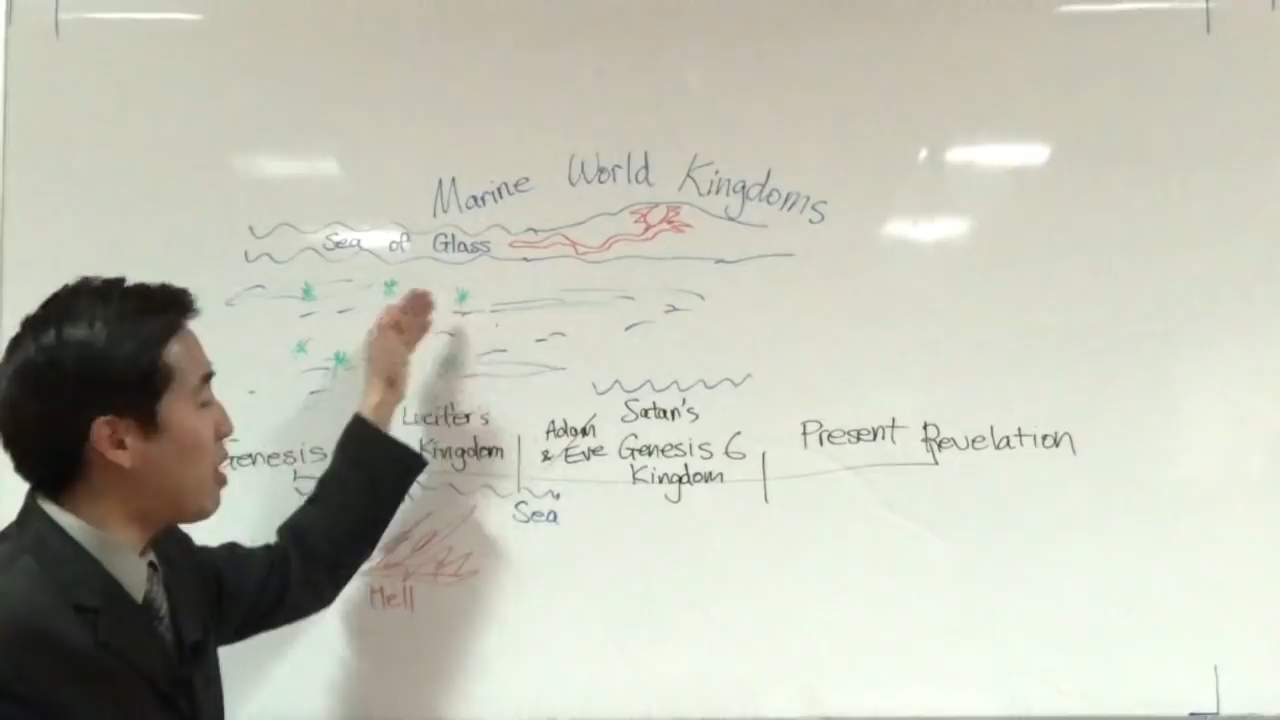 Marine World Kingdoms
Sea of Glass
Genesis
Lucifer's
Kingdom
Adam
& Eve
Satan's
Genesis 6
Kingdom
Present Revelation
Sea
Hell